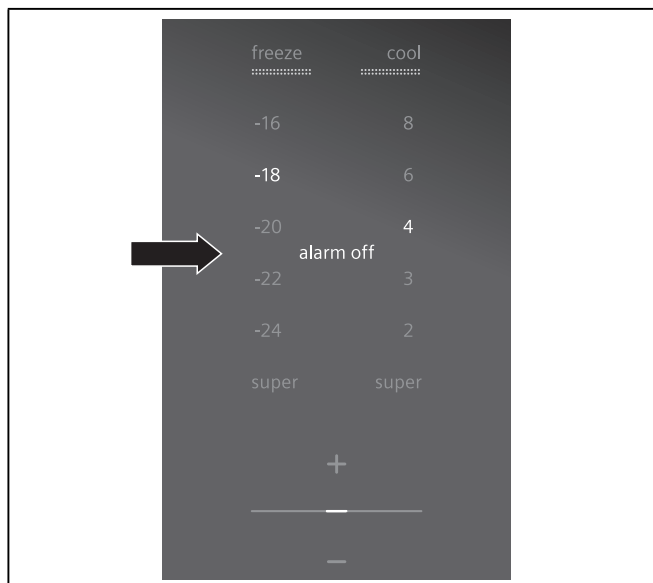 freeze cool
-16 8
-18 6
-20 4
alarm off
-22 3
-24 2
super super
+
–